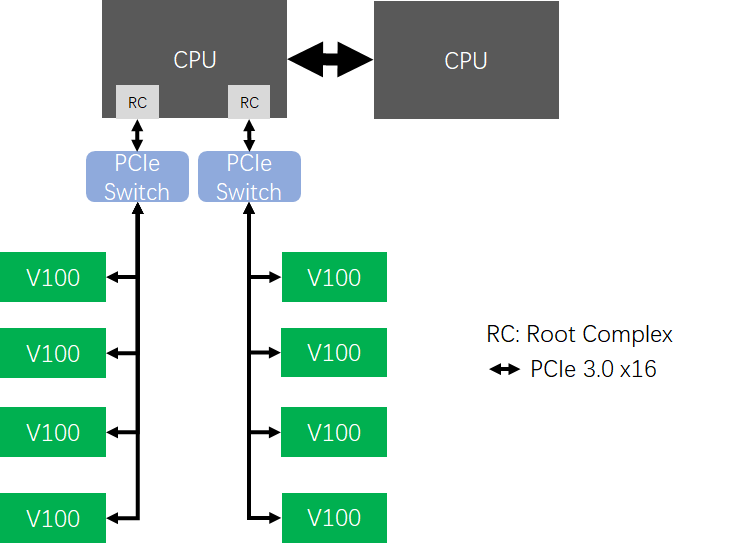 CPU
CPU
RC
RC
PCIe
Switch
PCIe
Switch
V100
V100
V100
V100
V100
V100
V100
V100
RC: Root Complex
PCIe 3.0 x16